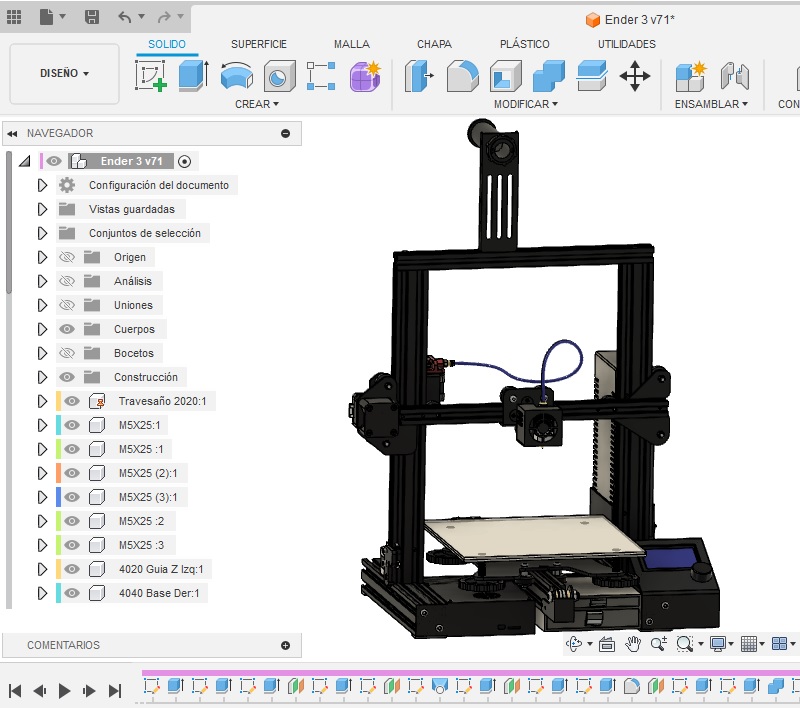 Ender 3 v71*
DISEÑO
SOLIDO
SUPERFICIE
MALLA
CHAPA
PLÁSTICO
UTILIDADES
CREAR
MODIFICAR
ENSAMBLAR
CON
NAVEGADOR
Ender 3 v71
Configuración del documento
Vistas guardadas
Conjuntos de selección
Origen
Análisis
Uniones
Cuerpos
Bocetos
Construcción
Travesaño 2020:1
M5X25:1
M5X25 :1
M5X25 (2):1
M5X25 (3):1
M5X25 :2
M5X25 :3
4020 Guia Z Izq:1
4040 Base Der:1
COMENTARIOS